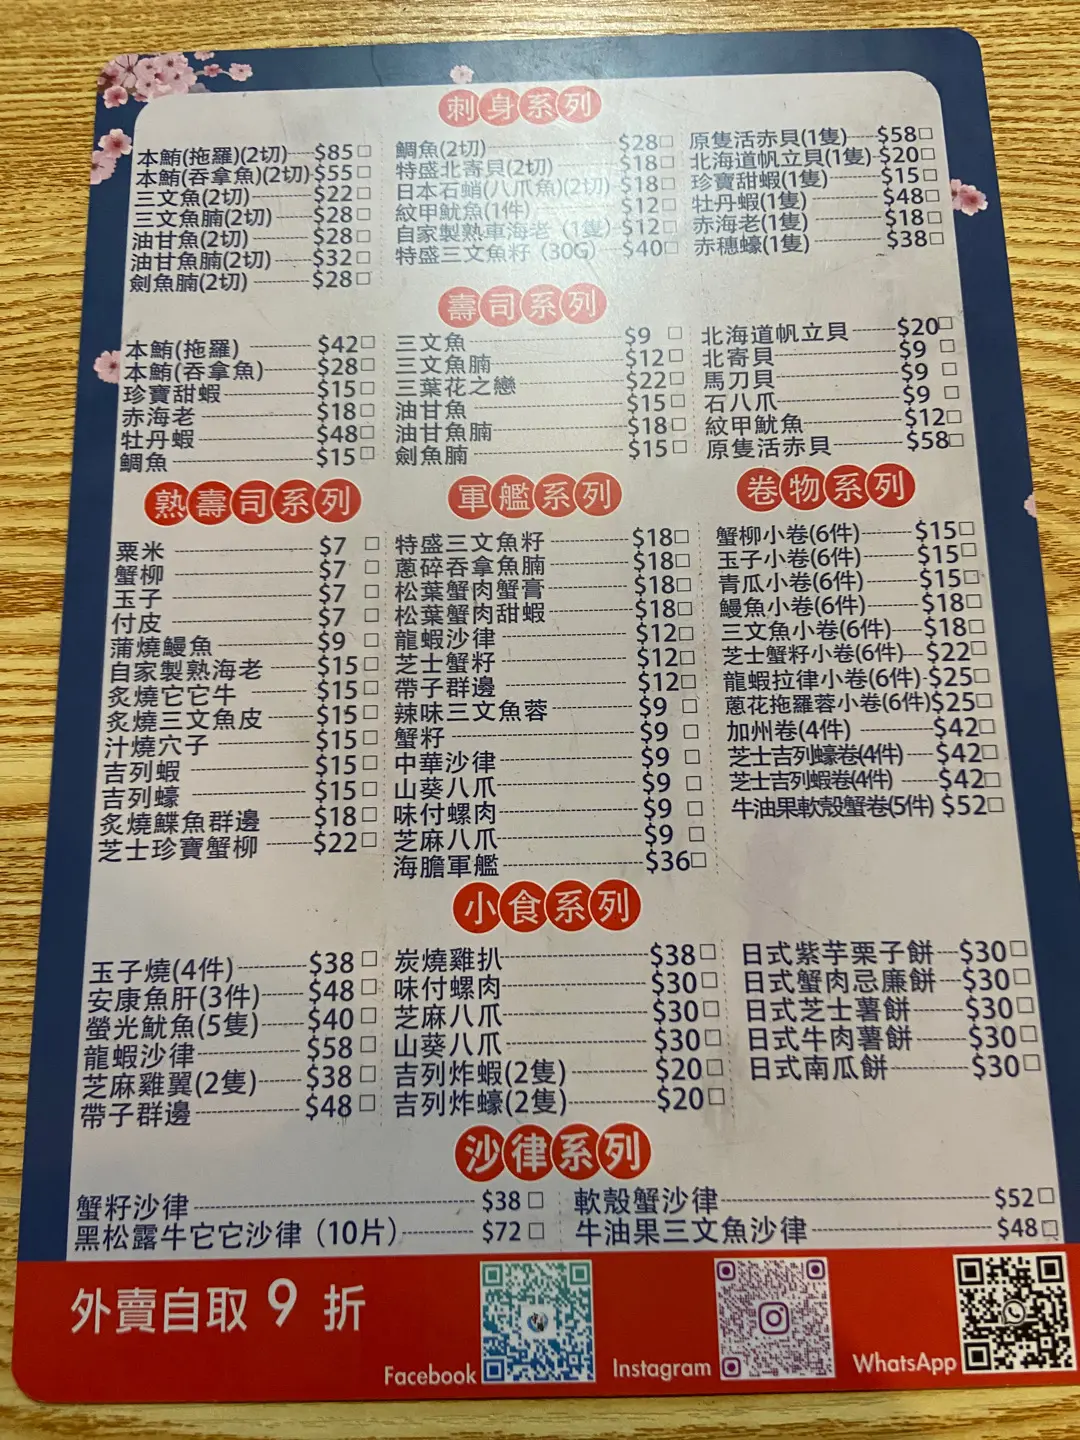 刺身系列
本鮪(拖羅)(2切) $85
本鮪(吞拿魚)(2切) $55
三文魚(2切) $22
三文魚腩(2切) $28
油甘魚(2切) $28
油甘魚腩(2切) $32
劍魚腩(2切) $28
鯛魚(2切) $28
特盛北寄貝(2切) $18
日本石蛸(八爪魚)(2切) $18
紋甲魷魚(1件) $12
自家製熟車海老（1隻） $12
特盛三文魚籽（30G） $40
原隻活赤貝(1隻) $58
北海道帆立貝(1隻) $20
珍寶甜蝦(1隻) $15
牡丹蝦(1隻) $48
赤海老(1隻) $18
赤穗蠔(1隻) $38
壽司系列
本鮪(拖羅) $42
本鮪(吞拿魚) $28
珍寶甜蝦 $15
赤海老 $18
牡丹蝦 $48
鯛魚 $15
三文魚 $9
三文魚腩 $12
三葉花之戀 $22
油甘魚 $15
油甘魚腩 $18
劍魚腩 $15
北海道帆立貝 $20
北寄貝 $9
馬刀貝 $9
石八爪 $9
紋甲魷魚 $12
原隻活赤貝 $58
熟壽司系列
粟米 $7
蟹柳 $7
玉子 $7
付皮 $7
蒲燒鰻魚 $9
自家製熟海老 $15
炙燒它它牛 $15
炙燒三文魚皮 $15
汁燒穴子 $15
吉列蝦 $15
吉列蠔 $15
炙燒鰈魚群邊 $18
芝士珍寶蟹柳 $22
軍艦系列
特盛三文魚籽 $18
蔥碎吞拿魚腩 $18
松葉蟹肉蟹膏 $18
松葉蟹肉甜蝦 $18
龍蝦沙律 $12
芝士蟹籽 $12
帶子群邊 $12
辣味三文魚蓉 $9
蟹籽 $9
中華沙律 $9
山葵八爪 $9
味付螺肉 $9
芝麻八爪 $9
海膽軍艦 $36
卷物系列
蟹柳小卷(6件) $15
玉子小卷(6件) $15
青瓜小卷(6件) $15
鰻魚小卷(6件) $18
三文魚小卷(6件) $18
芝士蟹籽小卷(6件) $22
龍蝦拉律小卷(6件) $25
蔥花拖羅蓉小卷(6件) $25
加州卷(4件) $42
芝士吉列蠔卷(4件) $42
芝士吉列蝦卷(4件) $42
牛油果軟殼蟹卷(5件) $52
小食系列
玉子燒(4件) $38
安康魚肝(3件) $48
螢光魷魚(5隻) $40
龍蝦沙律 $58
芝麻雞翼(2隻) $38
帶子群邊 $48
炭燒雞扒 $38
味付螺肉 $30
芝麻八爪 $30
山葵八爪 $30
吉列炸蝦(2隻) $20
吉列炸蠔(2隻) $20
日式紫芋栗子餅 $30
日式蟹肉忌廉餅 $30
日式芝士薯餅 $30
日式牛肉薯餅 $30
日式南瓜餅 $30
沙律系列
蟹籽沙律 $38
黑松露牛它它沙律（10片） $72
軟殼蟹沙律 $52
牛油果三文魚沙律 $48
外賣自取 9 折
Facebook
Instagram
WhatsApp